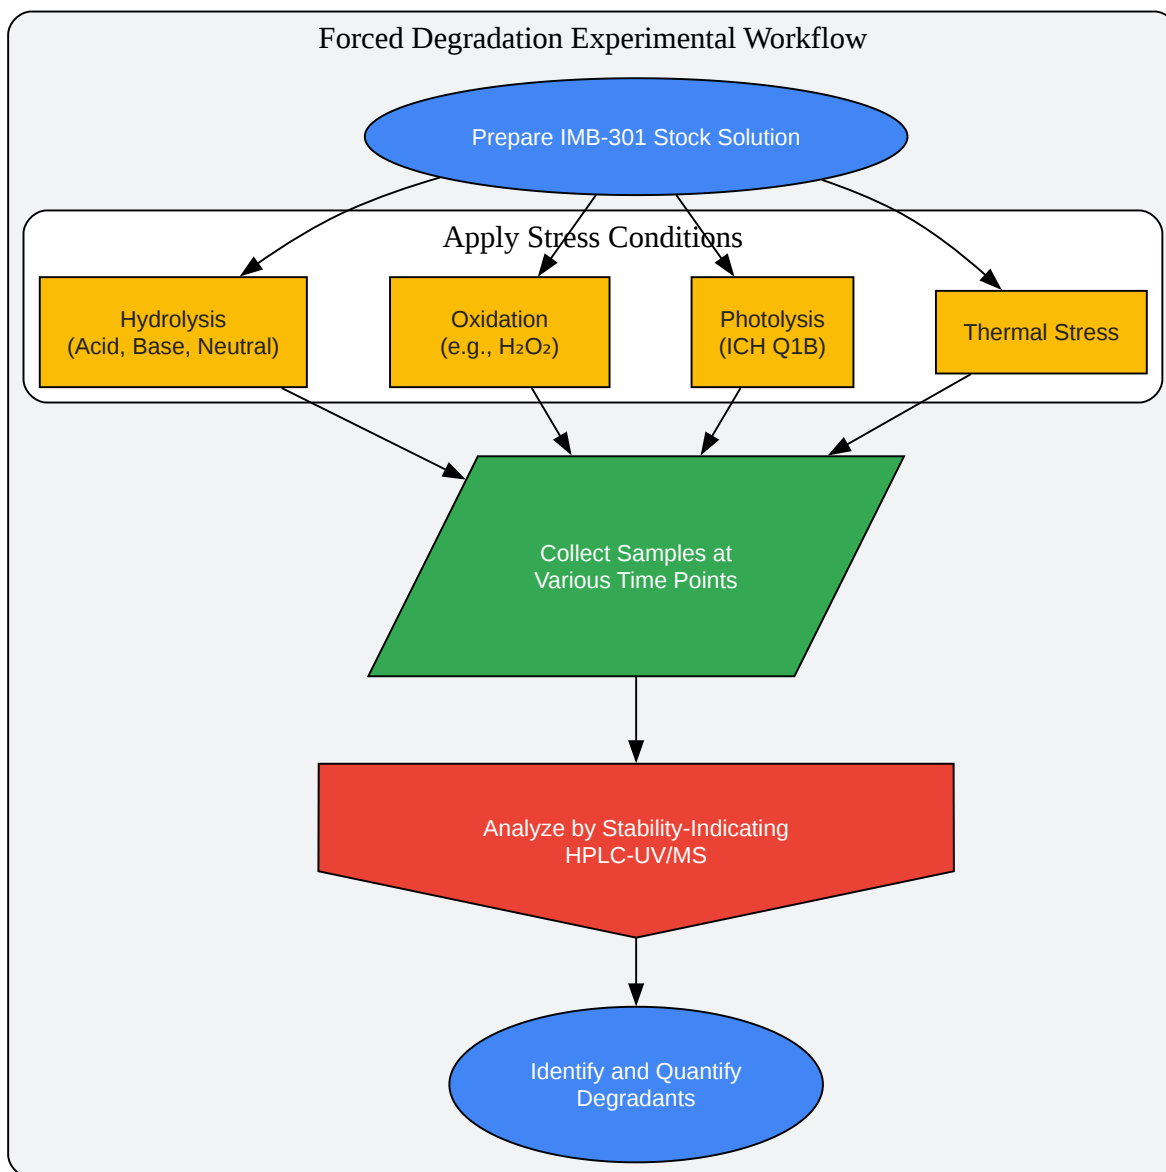 Forced Degradation Experimental Workflow
Prepare IMB-301 Stock Solution
Apply Stress Conditions
Hydrolysis
(Acid, Base, Neutral)
Oxidation
(e.g., H₂O₂)
Photolysis
(ICH Q1B)
Thermal Stress
Collect Samples at
Various Time Points
Analyze by Stability-Indicating
HPLC-UV/MS
Identify and Quantify
Degradants